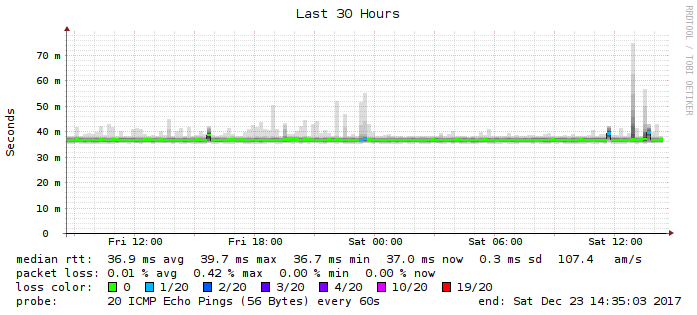 Last 30 Hours
RRDTOOL / TOBI OETIKER
Seconds
70 m
60 m
50 m
40 m
30 m
20 m
10 m
0
Fri 12:00 Fri 18:00 Sat 00:00 Sat 06:00 Sat 12:00
median rtt: 36.9 ms avg 39.7 ms max 36.7 ms min 37.0 ms now 0.3 ms sd 107.4 am/s
packet loss: 0.01 % avg 0.42 % max 0.00 % min 0.00 % now
loss color: 0 1/20 2/20 3/20 4/20 10/20 19/20
probe: 20 ICMP Echo Pings (56 Bytes) every 60s end: Sat Dec 23 14:35:03 2017